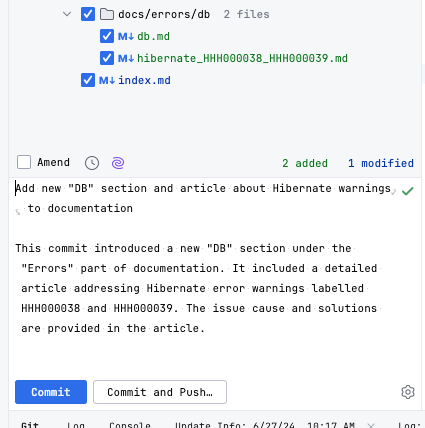 docs/errors/db 2 files
M↓ db.md
M↓ hibernate_HHH000038_HHH000039.md
M↓ index.md
Amend 2 added 1 modified
Add new "DB" section and article about Hibernate warnings
to documentation
This commit introduced a new "DB" section under the
"Errors" part of documentation. It included a detailed
article addressing Hibernate error warnings labelled
HHH000038 and HHH000039. The issue cause and solutions
are provided in the article.
Commit Commit and Push…
Git Log Console Update Info: 6/27/24, 10:17 AM Log: